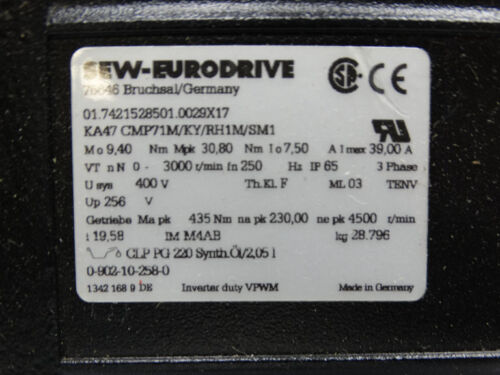 SEW-EURODRIVE
76646 Bruchsal/Germany
01.7421528501.0029X17
KA47 CMP71M/KY/RH1M/SM1
Mo 9,40 Nm Mpk 30,80 Nm Io 7,50 A Imax 39,00 A
VT nN 0 - 3000 r/min fn 250 Hz IP 65 3 Phase
U sys 400 V Th.Kl. F ML 03 TENV
Up 256 V
Getriebe Ma pk 435 Nm na pk 230,00 ne pk 4500 r/min
i 19,58 IM M4AB kg 28.796
CLP PG 220 Synth.Öl/2,05 l
0-902-10-258-0
1342 168 9 DE Inverter duty VPWM Made in Germany
SA
CE
RU